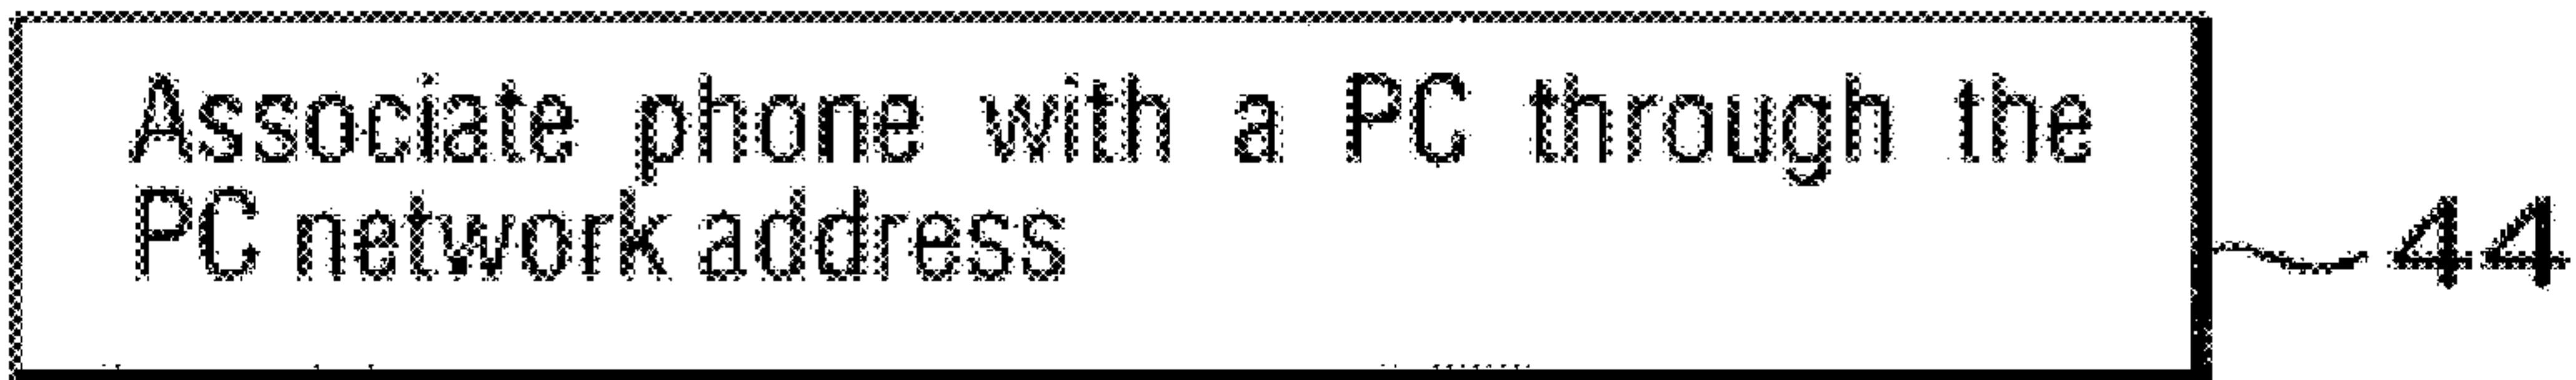 Associate phone with a PC through the
PC network address
44